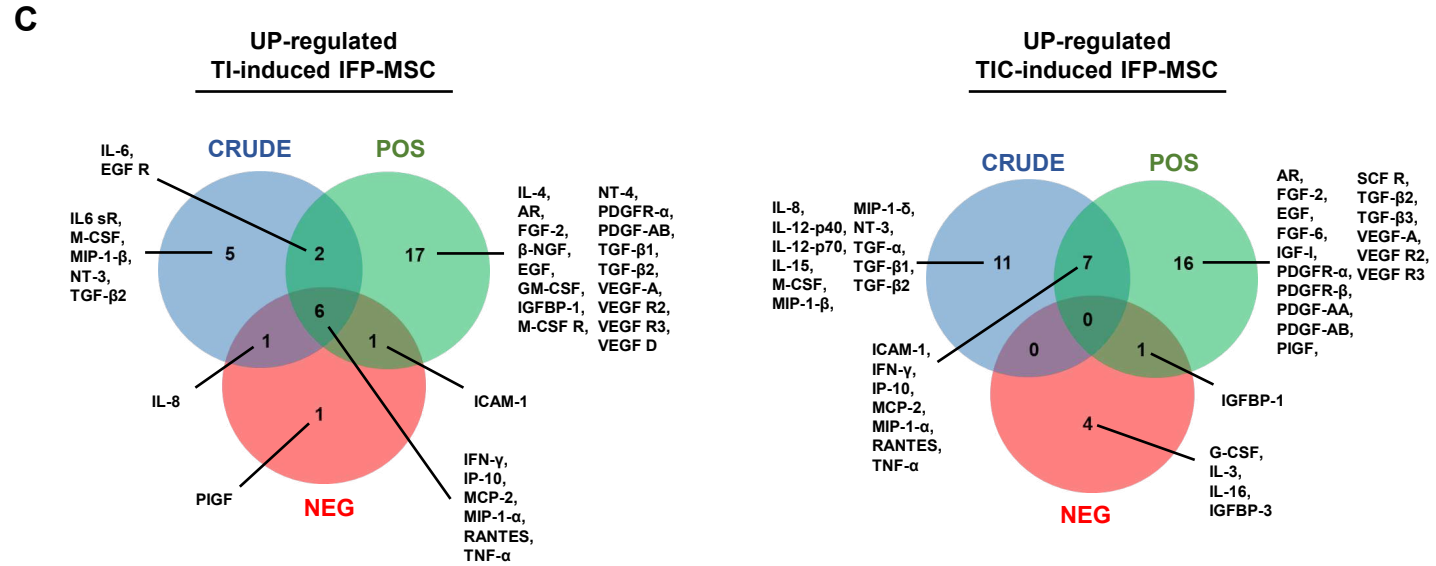 C
UP-regulated
TI-induced IFP-MSC
CRUDE
POS
IL-6,
EGF R
IL6 sR,
M-CSF,
MIP-1-β,
NT-3,
TGF-β2
5
2
17
6
1
1
1
IL-4,
AR,
FGF-2,
β-NGF,
EGF,
GM-CSF,
IGFBP-1,
M-CSF R,
NT-4,
PDGFR-α,
PDGF-AB,
TGF-β1,
TGF-β2,
VEGF-A,
VEGF R2,
VEGF R3,
VEGF D
IL-8
ICAM-1
PIGF
NEG
IFN-γ,
IP-10,
MCP-2,
MIP-1-α,
RANTES,
TNF-α
UP-regulated
TIC-induced IFP-MSC
CRUDE
POS
IL-8,
IL-12-p40,
IL-12-p70,
IL-15,
M-CSF,
MIP-1-β,
MIP-1-δ,
NT-3,
TGF-α,
TGF-β1,
TGF-β2
11
7
16
0
0
1
4
AR,
FGF-2,
EGF,
FGF-6,
IGF-I,
PDGFR-α,
PDGFR-β,
PDGF-AA,
PDGF-AB,
PIGF,
SCF R,
TGF-β2,
TGF-β3,
VEGF-A,
VEGF R2,
VEGF R3
ICAM-1,
IFN-γ,
IP-10,
MCP-2,
MIP-1-α,
RANTES,
TNF-α
IGFBP-1
G-CSF,
IL-3,
IL-16,
IGFBP-3
NEG